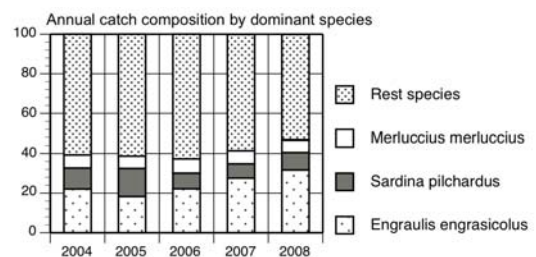 Annual catch composition by dominant species
100
80
60
40
20
0
2004 2005 2006 2007 2008
Rest species
Merluccius merluccius
Sardina pilchardus
Engraulis engrasicolus